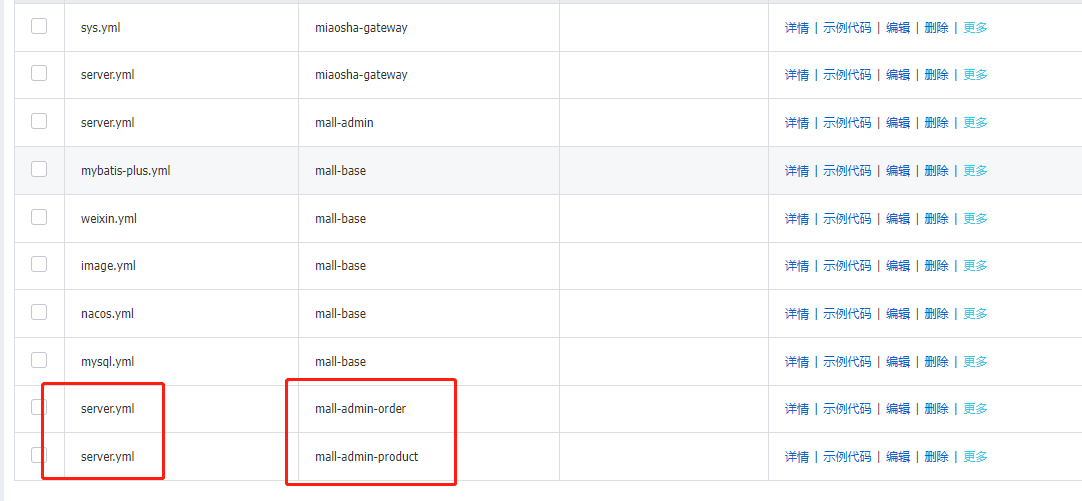 sys.yml miaosha-gateway 详情 | 示例代码 | 编辑 | 删除 | 更多
server.yml miaosha-gateway 详情 | 示例代码 | 编辑 | 删除 | 更多
server.yml mall-admin 详情 | 示例代码 | 编辑 | 删除 | 更多
mybatis-plus.yml mall-base 详情 | 示例代码 | 编辑 | 删除 | 更多
weixin.yml mall-base 详情 | 示例代码 | 编辑 | 删除 | 更多
image.yml mall-base 详情 | 示例代码 | 编辑 | 删除 | 更多
nacos.yml mall-base 详情 | 示例代码 | 编辑 | 删除 | 更多
mysql.yml mall-base 详情 | 示例代码 | 编辑 | 删除 | 更多
server.yml mall-admin-order 详情 | 示例代码 | 编辑 | 删除 | 更多
server.yml mall-admin-product 详情 | 示例代码 | 编辑 | 删除 | 更多